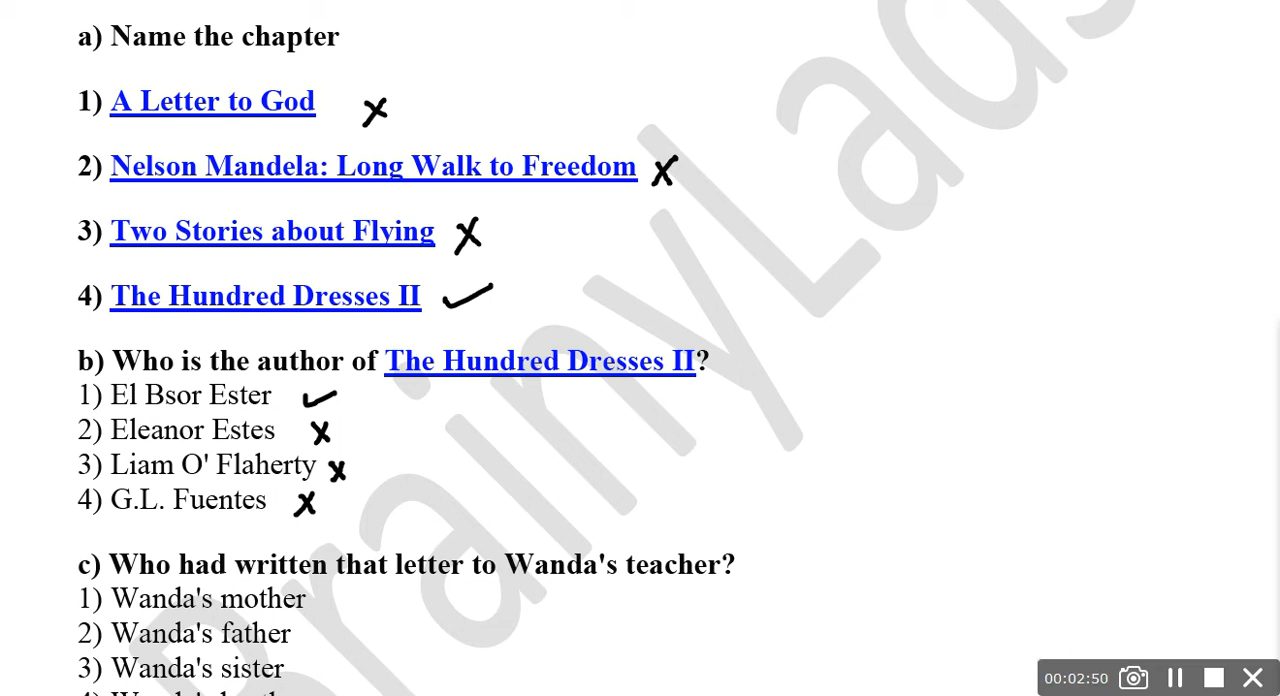 a) Name the chapter
1) A Letter to God
2) Nelson Mandela: Long Walk to Freedom
3) Two Stories about Flying
4) The Hundred Dresses II
b) Who is the author of The Hundred Dresses II?
1) El Bsor Ester
2) Eleanor Estes
3) Liam O' Flaherty
4) G.L. Fuentes
c) Who had written that letter to Wanda's teacher?
1) Wanda's mother
2) Wanda's father
3) Wanda's sister
BrainyLads
00:02:50